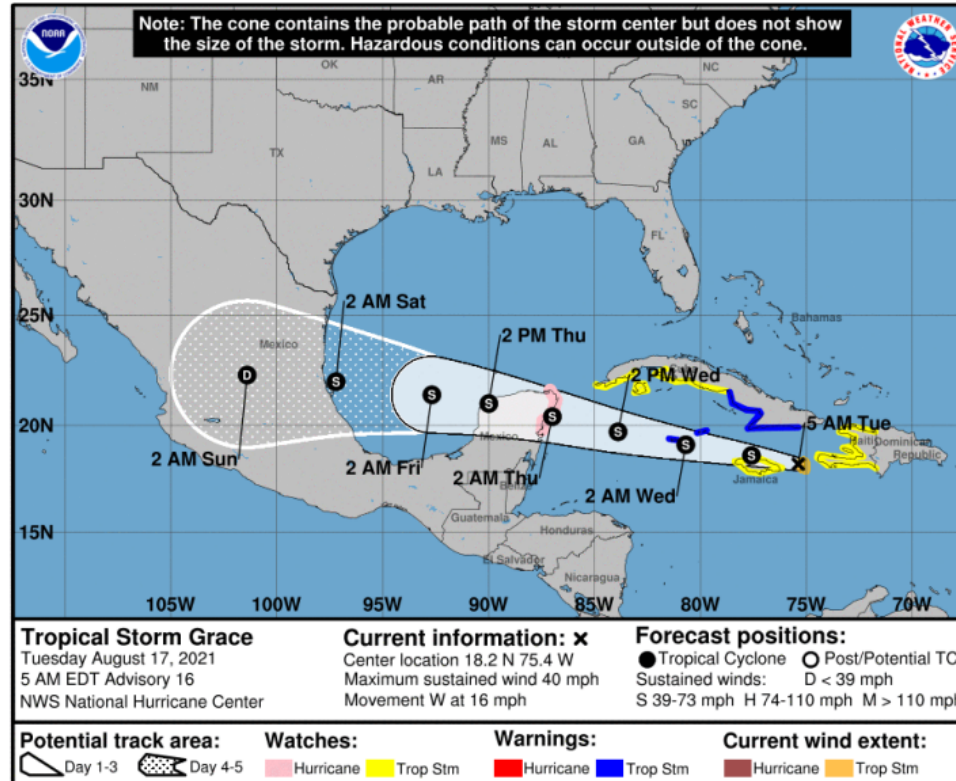 Note: The cone contains the probable path of the storm center but does not show
the size of the storm. Hazardous conditions can occur outside of the cone.
NOAA
NATIONAL WEATHER SERVICE
35N
30N
25N
20N
15N
NM
OK
AR
TX
LA
MS
AL
GA
SC
NC
FL
Bahamas
2 AM Sat
Mexico
2 PM Thu
2 PM Wed
5 AM Tue
Haiti
Dominican
Republic
Mexico
2 AM Sun
2 AM Fri
2 AM Thu
2 AM Wed
Jamaica
Belize
Guatemala
Honduras
El Salvador
Nicaragua
D
S
S
S
S
S
S
S
105W
100W
95W
90W
85W
80W
75W
70W
Tropical Storm Grace
Tuesday August 17, 2021
5 AM EDT Advisory 16
NWS National Hurricane Center
Current information: x
Center location 18.2 N 75.4 W
Maximum sustained wind 40 mph
Movement W at 16 mph
Forecast positions:
Tropical Cyclone
Post/Potential TC
Sustained winds: D < 39 mph
S 39-73 mph H 74-110 mph M > 110 mph
Potential track area:
Day 1-3
Day 4-5
Watches:
Hurricane
Trop Stm
Warnings:
Hurricane
Trop Stm
Current wind extent:
Hurricane
Trop Stm